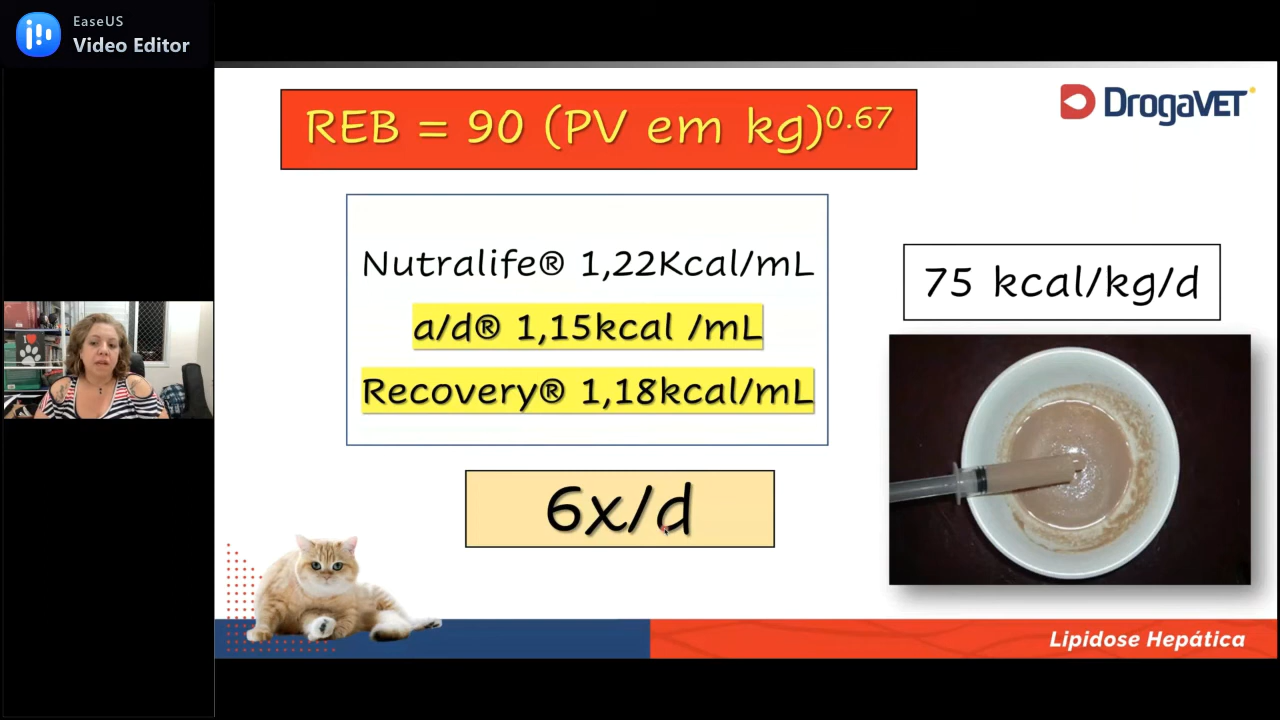 EaseUS
Video Editor
REB = 90 (PV em kg)⁰·⁶⁷
DrogaVET
Nutralife® 1,22Kcal/mL
a/d® 1,15kcal /mL
Recovery® 1,18kcal/mL
75 kcal/kg/d
6x/d
Lipidose Hepática